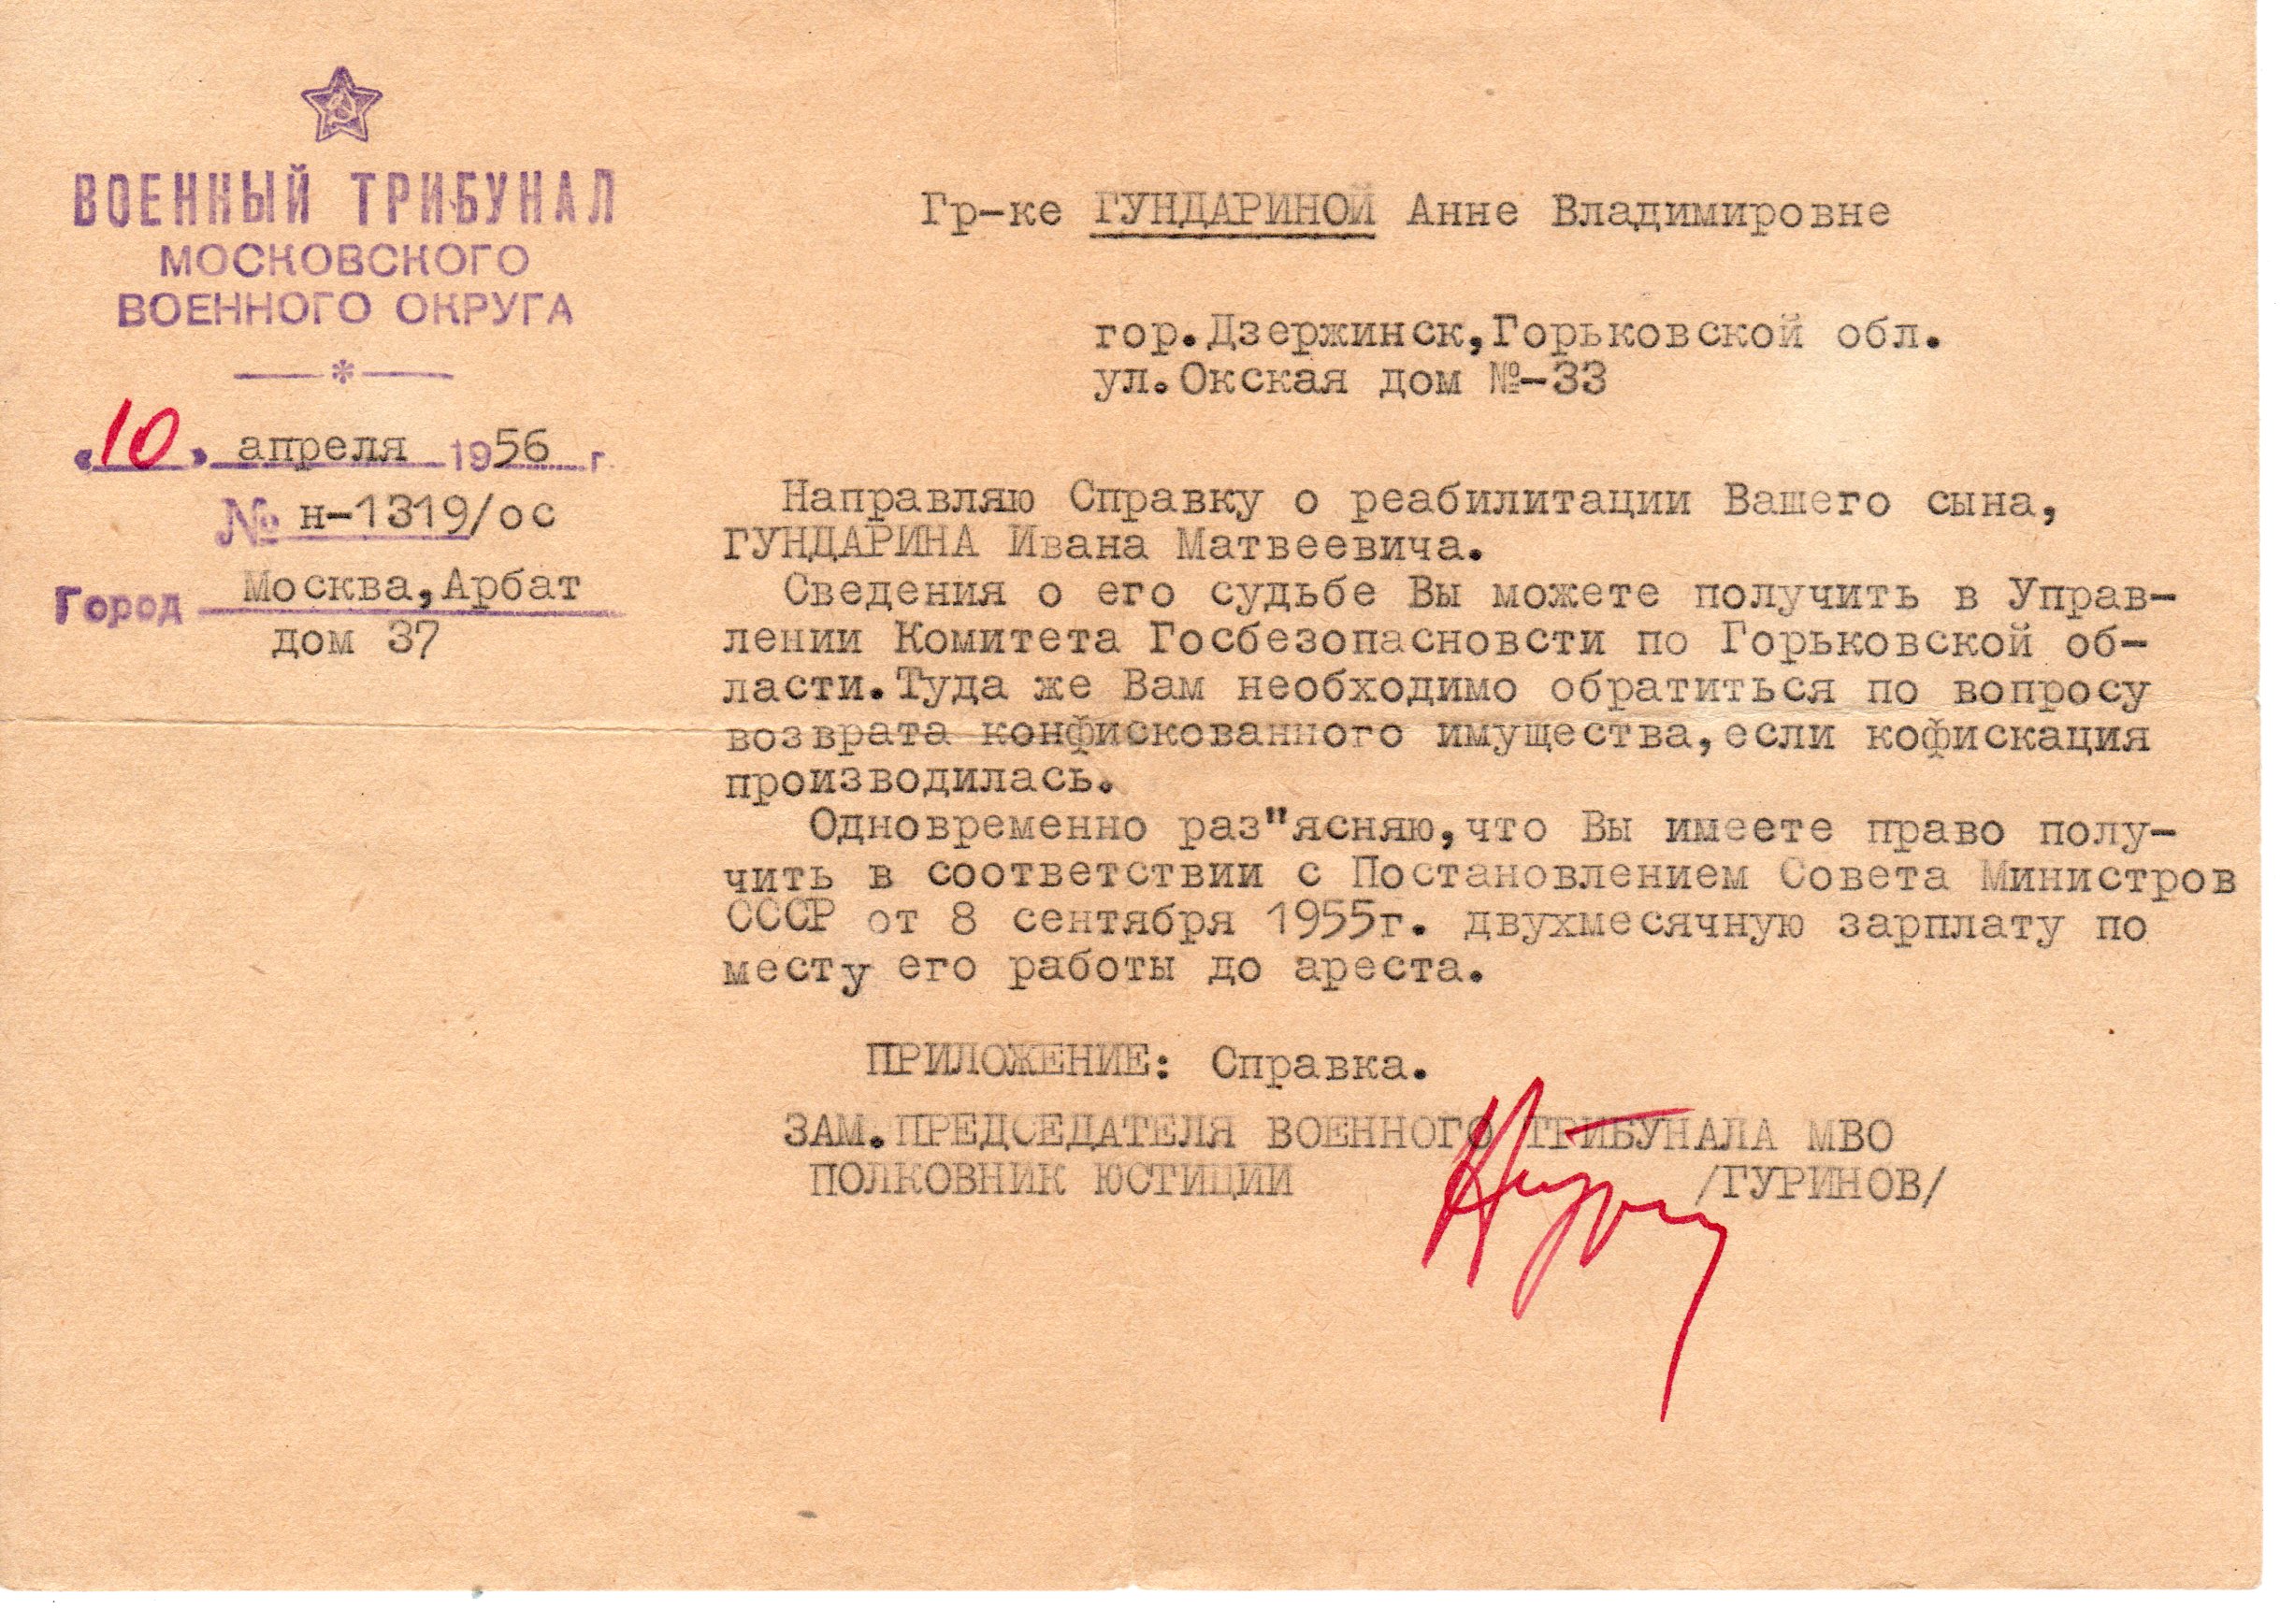 ВОЕННЫЙ ТРИБУНАЛ
МОСКОВСКОГО
ВОЕННОГО ОКРУГА
«10» апреля 1956 г.
№ н-1319/ос
Город Москва, Арбат
дом 37
Гр-ке ГУНДАРИНОЙ Анне Владимировне
гор.Дзержинск,Горьковской обл.
ул.Окская дом №-33
Направляю Справку о реабилитации Вашего сына,
ГУНДАРИНА Ивана Матвеевича.
Сведения о его судьбе Вы можете получить в Управ-
лении Комитета Госбезопасновсти по Горьковской об-
ласти.Туда же Вам необходимо обратиться по вопросу
возврата конфискованного имущества,если кофискация
производилась.
Одновременно раз"ясняю,что Вы имеете право полу-
чить в соответствии с Постановлением Совета Министров
СССР от 8 сентября 1955г. двухмесячную зарплату по
месту его работы до ареста.
ПРИЛОЖЕНИЕ: Справка.
ЗАМ.ПРЕДСЕДАТЕЛЯ ВОЕННОГО ТРИБУНАЛА МВО
ПОЛКОВНИК ЮСТИЦИИ /ГУРИНОВ/